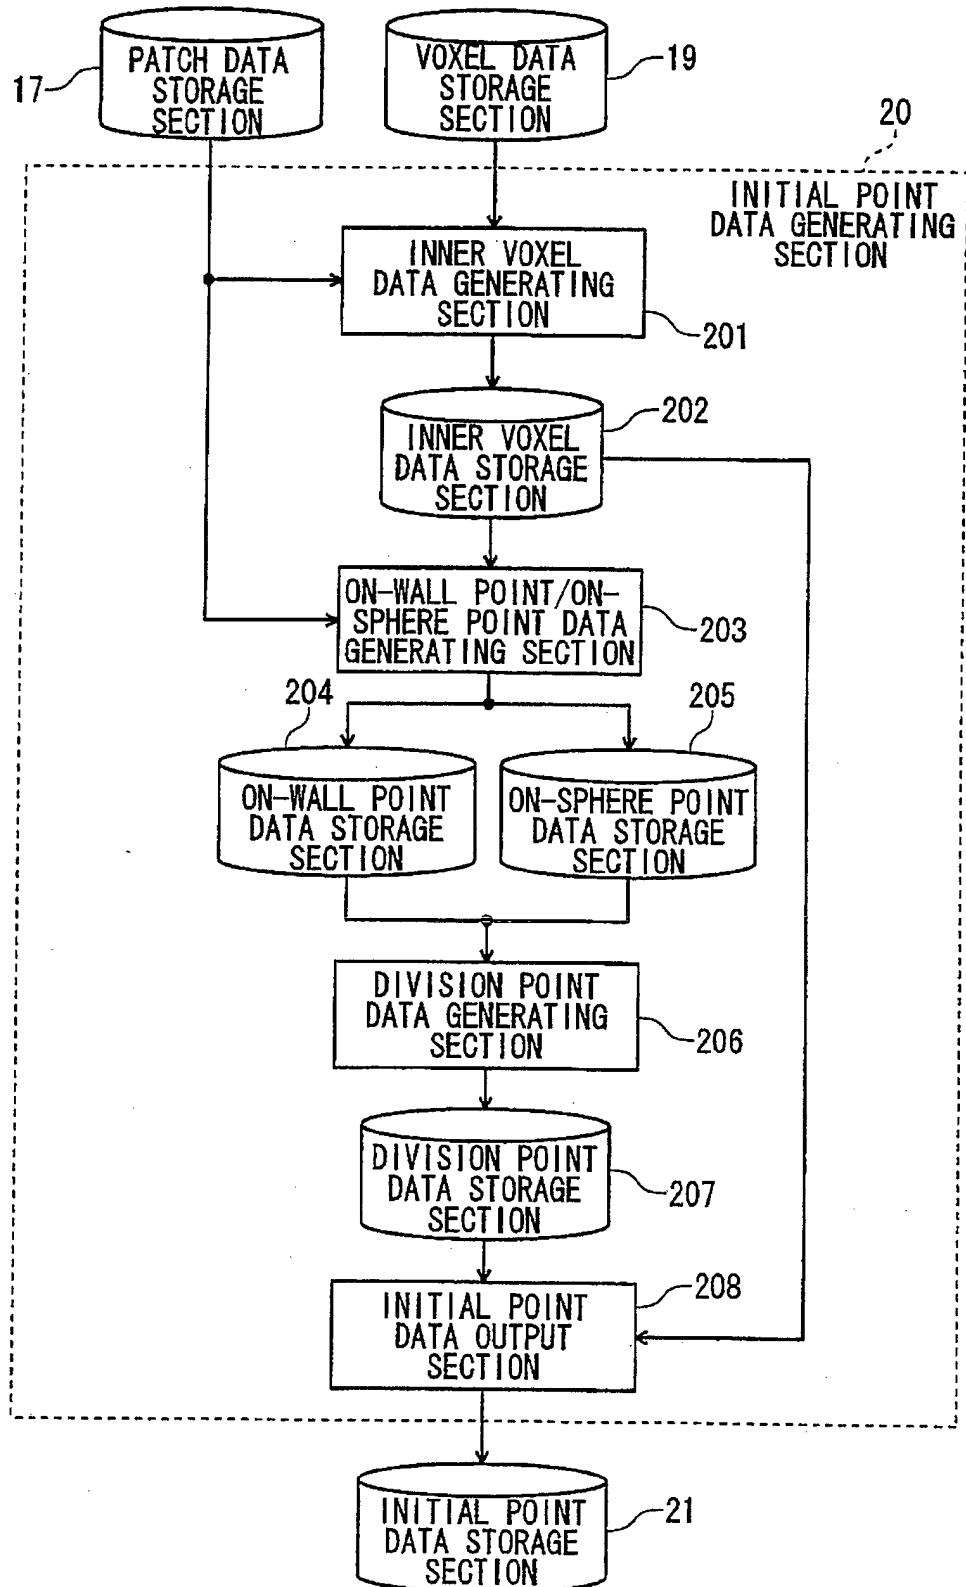 PATCH DATA
STORAGE
SECTION
17
VOXEL DATA
STORAGE
SECTION
19
20
INITIAL POINT
DATA GENERATING
SECTION
INNER VOXEL
DATA GENERATING
SECTION
201
INNER VOXEL
DATA STORAGE
SECTION
202
ON-WALL POINT/ON-
SPHERE POINT DATA
GENERATING SECTION
203
204
ON-WALL POINT
DATA STORAGE
SECTION
205
ON-SPHERE POINT
DATA STORAGE
SECTION
DIVISION POINT
DATA GENERATING
SECTION
206
DIVISION POINT
DATA STORAGE
SECTION
207
INITIAL POINT
DATA OUTPUT
SECTION
208
INITIAL POINT
DATA STORAGE
SECTION
21